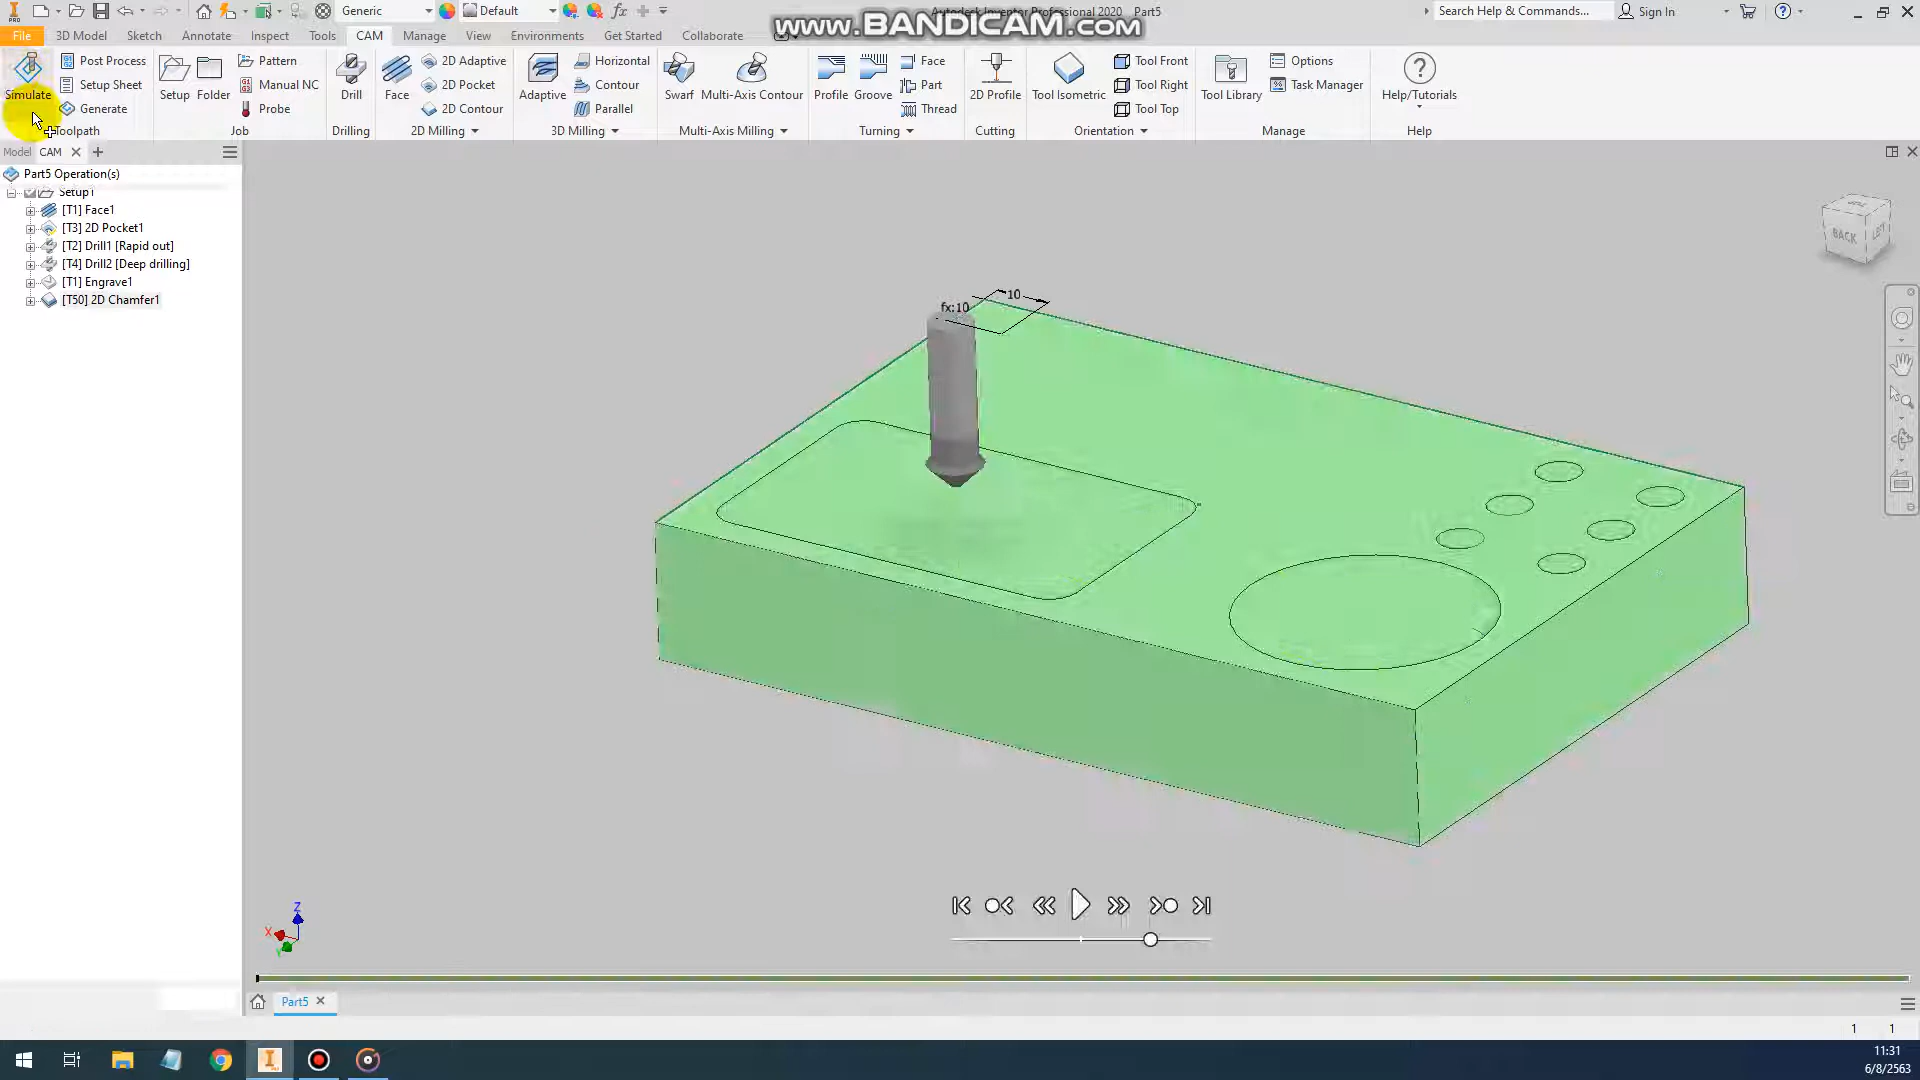 Generic
Default
Autodesk Inventor Professional 2020 Part5
www.BANDICAM.com
Search Help & Commands...
Sign In
File
3D Model
Sketch
Annotate
Inspect
Tools
CAM
Manage
View
Environments
Get Started
Collaborate
Simulate
Post Process
Setup Sheet
Generate
Toolpath
Setup
Folder
Pattern
Manual NC
Probe
Job
Drill
Drilling
Face
2D Adaptive
2D Pocket
2D Contour
2D Milling
Adaptive
Horizontal
Contour
Parallel
3D Milling
Swarf
Multi-Axis Contour
Multi-Axis Milling
Profile
Groove
Face
Part
Thread
Turning
2D Profile
Cutting
Tool Isometric
Tool Front
Tool Right
Tool Top
Orientation
Tool Library
Options
Task Manager
Manage
Help/Tutorials
Help
Model
CAM
Part5 Operation(s)
Setup1
[T1] Face1
[T3] 2D Pocket1
[T2] Drill1 [Rapid out]
[T4] Drill2 [Deep drilling]
[T1] Engrave1
[T50] 2D Chamfer1
10
fx:10
BACK
LEFT
Z
X
Y
Part5
1 1
11:31
6/8/2563